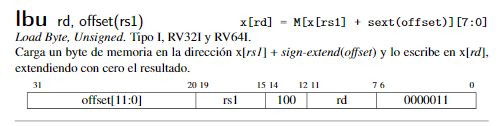 lbu rd, offset(rs1) x[rd] = M[x[rs1] + sext(offset)][7:0]
Load Byte, Unsigned. Tipo I, RV32I y RV64I.
Carga un byte de memoria en la dirección x[rs1] + sign-extend(offset) y lo escribe en x[rd],
extendiendo con cero el resultado.
31 20 19 15 14 12 11 7 6 0
offset[11:0] rs1 100 rd 0000011